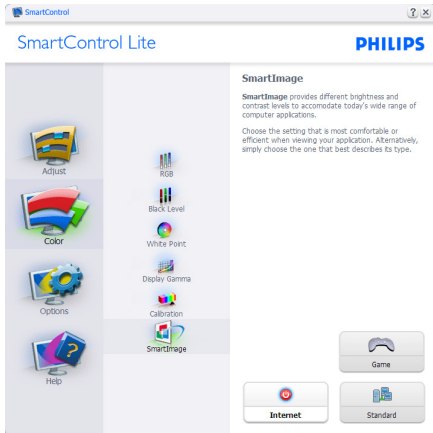 SmartControl
SmartControl Lite
PHILIPS
Adjust
Color
Options
Help
RGB
Black Level
White Point
Display Gamma
Calibration
SmartImage
SmartImage
SmartImage provides different brightness and
contrast levels to accomodate today's wide range of
computer applications.
Choose the setting that is most comfortable or
efficient when viewing your application. Alternatively,
simply choose the one that best describes its type.
Game
Internet
Standard